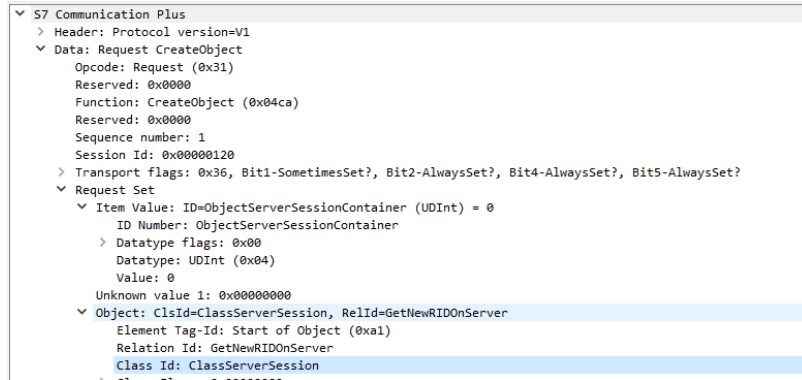 S7 Communication Plus
Header: Protocol version=V1
Data: Request CreateObject
Opcode: Request (0x31)
Reserved: 0x0000
Function: CreateObject (0x04ca)
Reserved: 0x0000
Sequence number: 1
Session Id: 0x00000120
Transport flags: 0x36, Bit1-SometimesSet?, Bit2-AlwaysSet?, Bit4-AlwaysSet?, Bit5-AlwaysSet?
Request Set
Item Value: ID=ObjectServerSessionContainer (UDInt) = 0
ID Number: ObjectServerSessionContainer
Datatype flags: 0x00
Datatype: UDInt (0x04)
Value: 0
Unknown value 1: 0x00000000
Object: ClsId=ClassServerSession, RelId=GetNewRIDOnServer
Element Tag-Id: Start of Object (0xa1)
Relation Id: GetNewRIDOnServer
Class Id: ClassServerSession